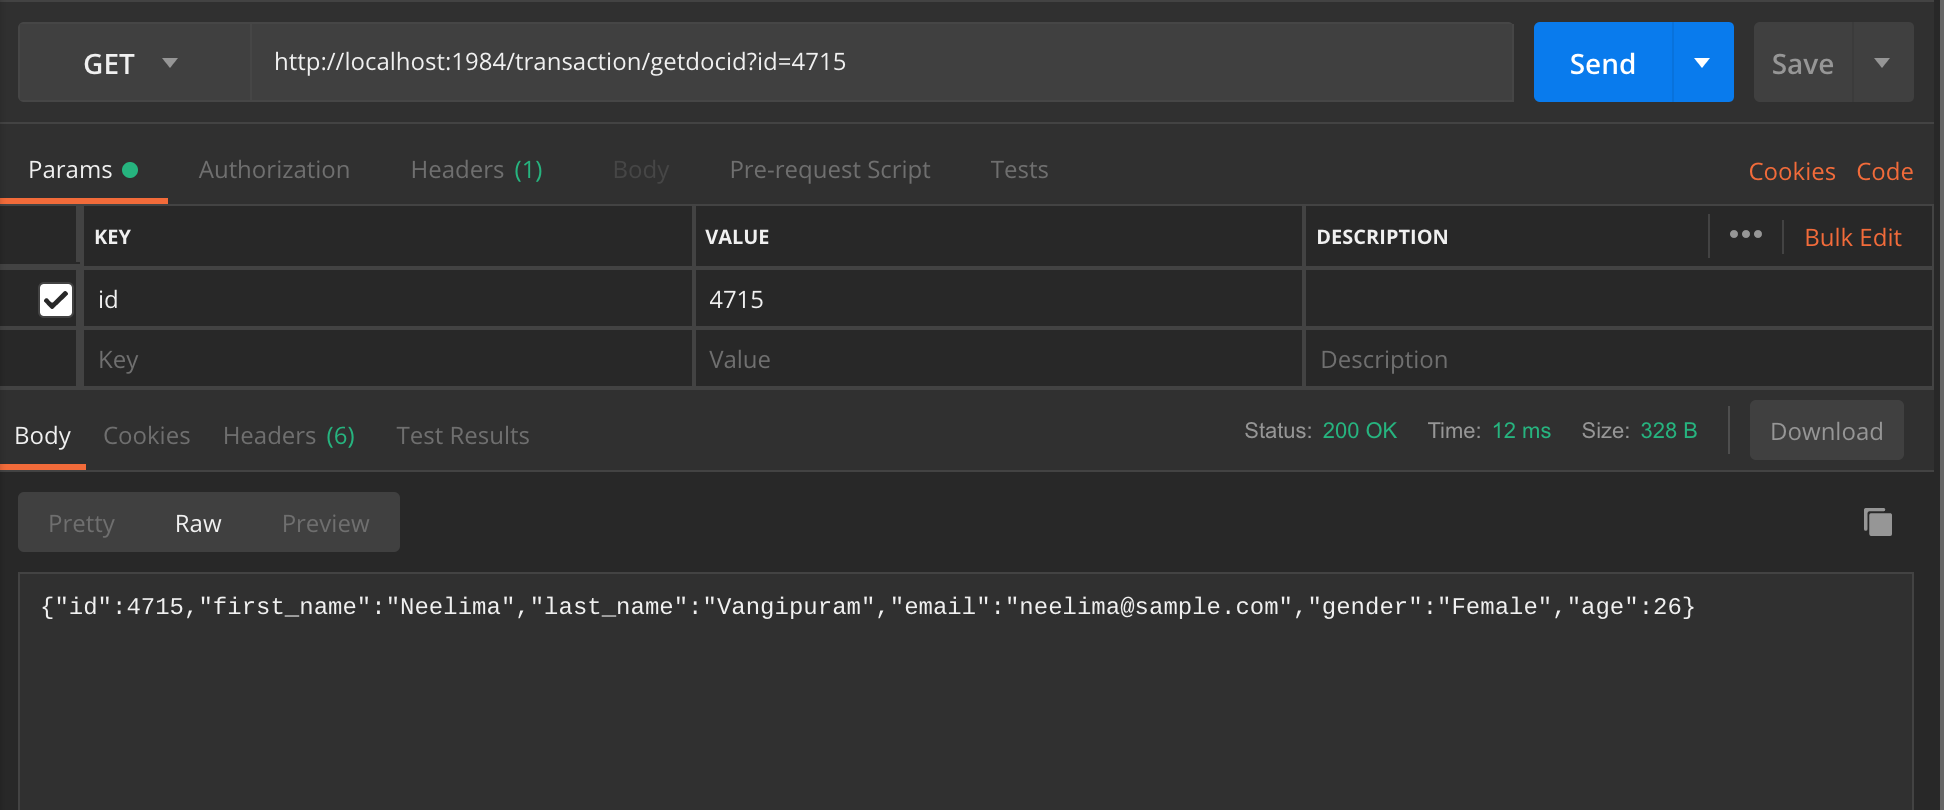 GET http://localhost:1984/transaction/getdocid?id=4715 Send Save
Params Authorization Headers (1) Body Pre-request Script Tests Cookies Code
KEY VALUE DESCRIPTION ••• Bulk Edit
id 4715
Key Value Description
Body Cookies Headers (6) Test Results Status: 200 OK Time: 12 ms Size: 328 B Download
Pretty Raw Preview
{"id":4715,"first_name":"Neelima","last_name":"Vangipuram","email":"neelima@sample.com","gender":"Female","age":26}